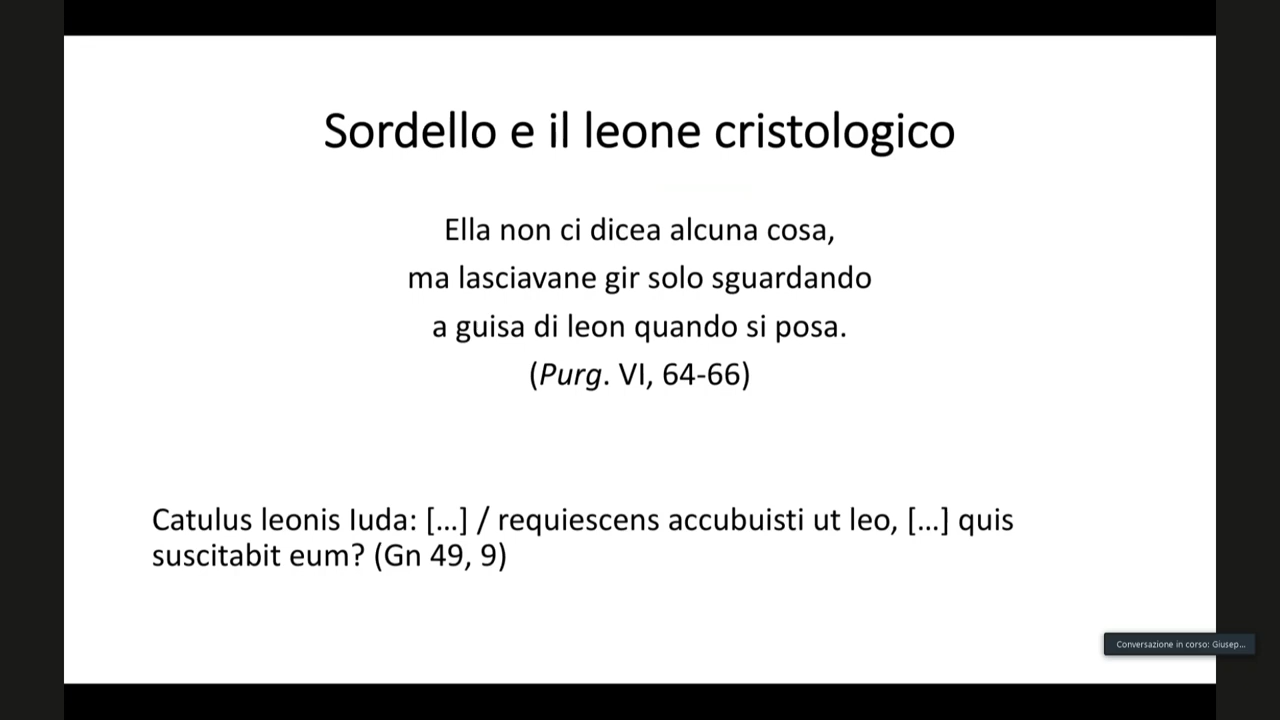 Sordello e il leone cristologico
Ella non ci dicea alcuna cosa,
ma lasciavane gir solo sguardando
a guisa di leon quando si posa.
(Purg. VI, 64-66)
Catulus leonis Iuda: […] / requiescens accubuisti ut leo, […] quis
suscitabit eum? (Gn 49, 9)
Conversazione in corso: Giusep...